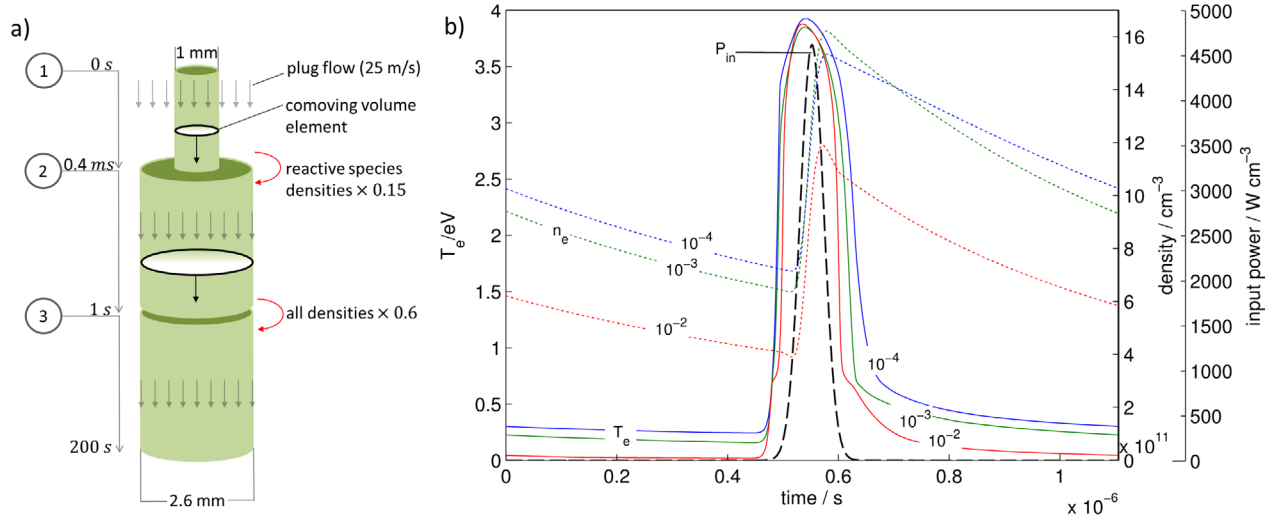 a)
1 mm
1
0 s
plug flow (25 m/s)
comoving volume
element
2
0.4 ms
reactive species
densities × 0.15
3
1 s
all densities × 0.6
200 s
2.6 mm
b)
4
3.5
3
2.5
2
1.5
1
0.5
0
T_e/eV
P_in
n_e
10⁻⁴
10⁻³
10⁻²
T_e
10⁻⁴
10⁻³
10⁻²
0
0.2
0.4
0.6
0.8
1
time / s
x 10⁻⁶
16
14
12
10
8
6
4
2
0
x 10¹¹
density / cm⁻³
5000
4500
4000
3500
3000
2500
2000
1500
1000
500
0
input power / W cm⁻³